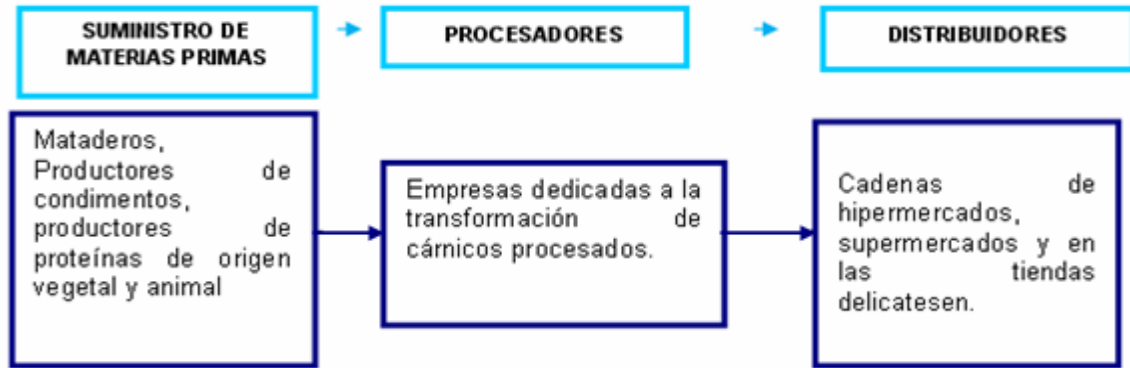 SUMINISTRO DE
MATERIAS PRIMAS
PROCESADORES
DISTRIBUIDORES
Mataderos,
Productores de
condimentos,
productores de
proteínas de origen
vegetal y animal
Empresas dedicadas a la
transformación de
cárnicos procesados.
Cadenas de
hipermercados,
supermercados y en
las tiendas
delicatesen.